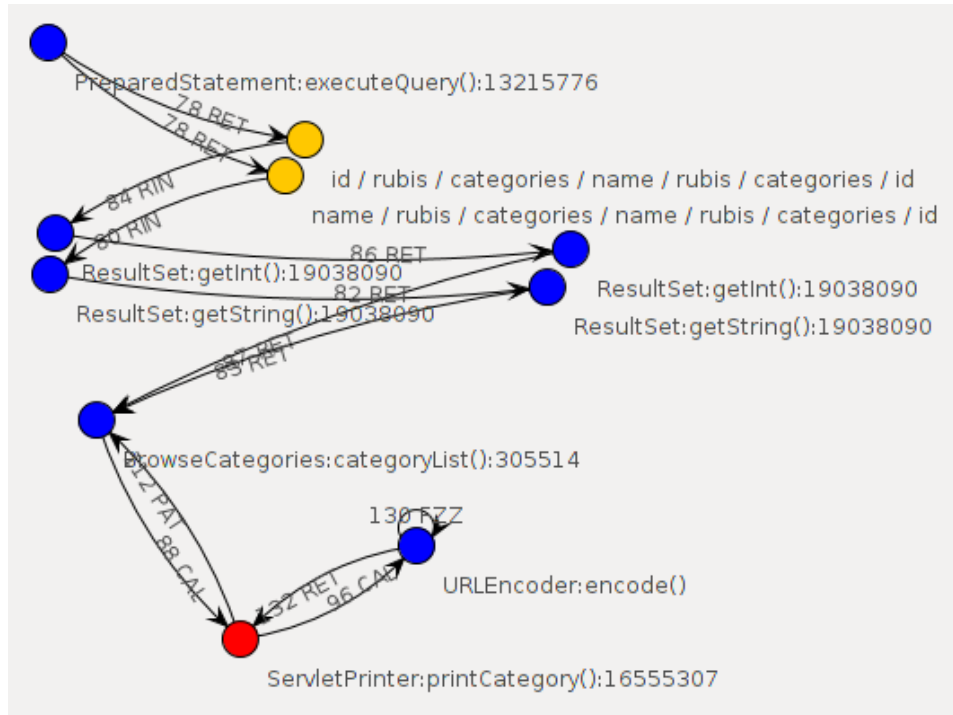 PreparedStatement:executeQuery():13215776
78 RET
78 RET
id / rubis / categories / name / rubis / categories / id
84 RIN
name / rubis / categories / name / rubis / categories / id
80 RIN
86 RET
ResultSet:getInt():19038090
ResultSet:getInt():19038090
82 RET
ResultSet:getString():19038090
ResultSet:getString():19038090
87 RET
83 RET
BrowseCategories:categoryList():305514
PAT
130 FZZ
88 CAL
132 RET
96 CAL
URLEncoder:encode()
ServletPrinter:printCategory():16555307